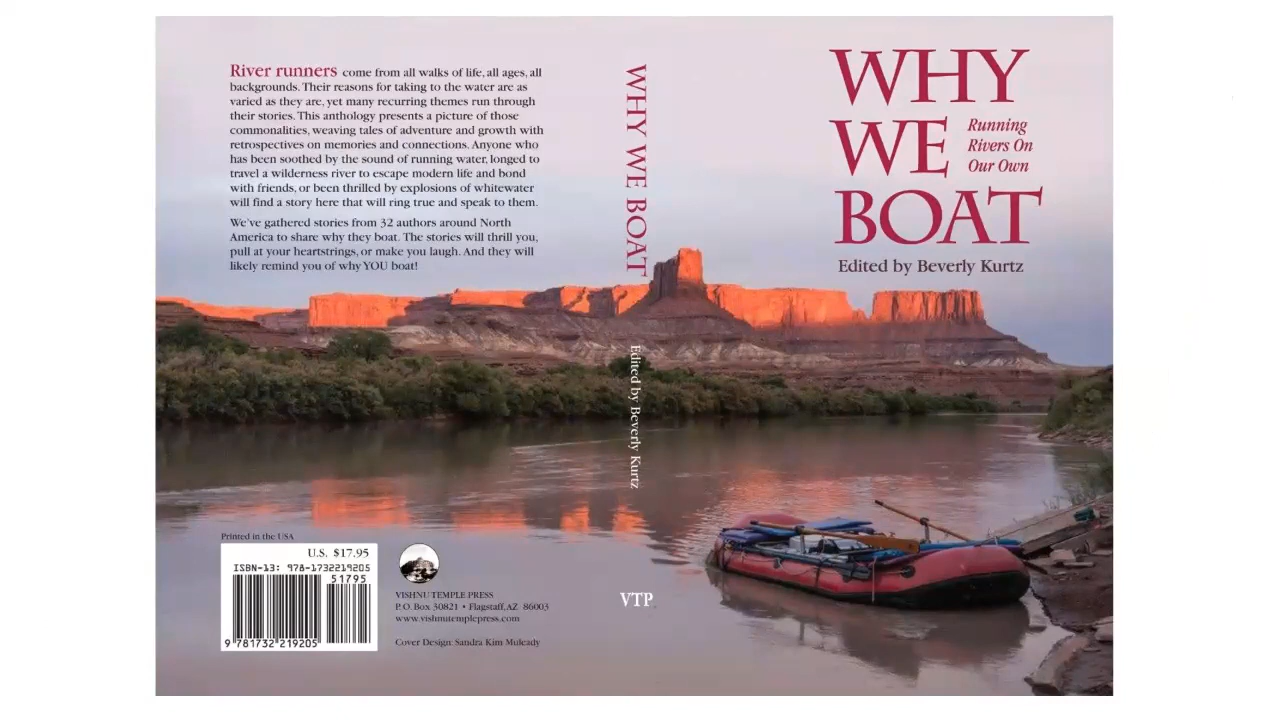 River runners come from all walks of life, all ages, all
backgrounds. Their reasons for taking to the water are as
varied as they are, yet many recurring themes run through
their stories. This anthology presents a picture of those
commonalities, weaving tales of adventure and growth with
retrospectives on memories and connections. Anyone who
has been soothed by the sound of running water, longed to
travel a wilderness river to escape modern life and bond
with friends, or been thrilled by explosions of whitewater
will find a story here that will ring true and speak to them.
We've gathered stories from 32 authors around North
America to share why they boat. The stories will thrill you,
pull at your heartstrings, or make you laugh. And they will
likely remind you of why YOU boat!
Printed in the USA
U.S. $17.95
ISBN-13: 978-1732219205
51795
9 781732 219205
VISHNU TEMPLE PRESS
P. O. Box 30821 • Flagstaff, AZ 86003
www.vishnutemplepress.com
Cover Design: Sandra Kim Muleady
WHY WE BOAT
Edited by Beverly Kurtz
VTP
WHY
WE
Running
Rivers On
Our Own
BOAT
Edited by Beverly Kurtz